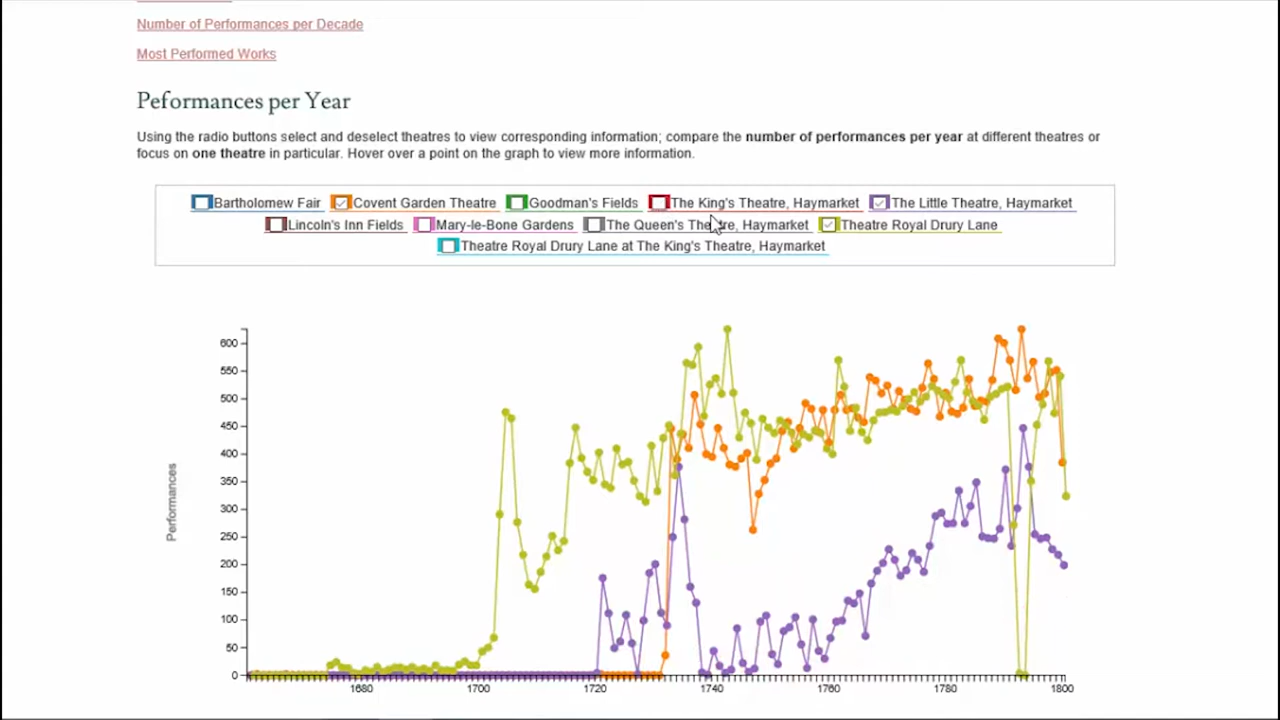 Number of Performances per Decade
Most Performed Works
Peformances per Year
Using the radio buttons select and deselect theatres to view corresponding information; compare the number of performances per year at different theatres or
focus on one theatre in particular. Hover over a point on the graph to view more information.
Bartholomew Fair Covent Garden Theatre Goodman's Fields The King's Theatre, Haymarket The Little Theatre, Haymarket
Lincoln's Inn Fields Mary-le-Bone Gardens The Queen's Theatre, Haymarket Theatre Royal Drury Lane
Theatre Royal Drury Lane at The King's Theatre, Haymarket
600
550
500
450
400
350
300
250
200
150
100
50
0
Performances
1680 1700 1720 1740 1760 1780 1800